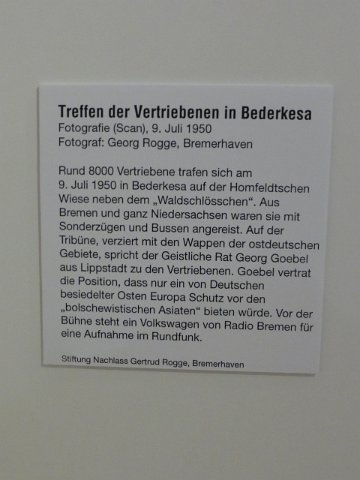 Treffen der Vertriebenen in Bederkesa
Fotografie (Scan), 9. Juli 1950
Fotograf: Georg Rogge, Bremerhaven
Rund 8000 Vertriebene trafen sich am
9. Juli 1950 in Bederkesa auf der Homfeldtschen
Wiese neben dem „Waldschlösschen“. Aus
Bremen und ganz Niedersachsen waren sie mit
Sonderzügen und Bussen angereist. Auf der
Tribüne, verziert mit den Wappen der ostdeutschen
Gebiete, spricht der Geistliche Rat Georg Goebel
aus Lippstadt zu den Vertriebenen. Goebel vertrat
die Position, dass nur ein von Deutschen
besiedelter Osten Europa Schutz vor den
„bolschewistischen Asiaten“ bieten würde. Vor der
Bühne steht ein Volkswagen von Radio Bremen für
eine Aufnahme im Rundfunk.
Stiftung Nachlass Gertrud Rogge, Bremerhaven